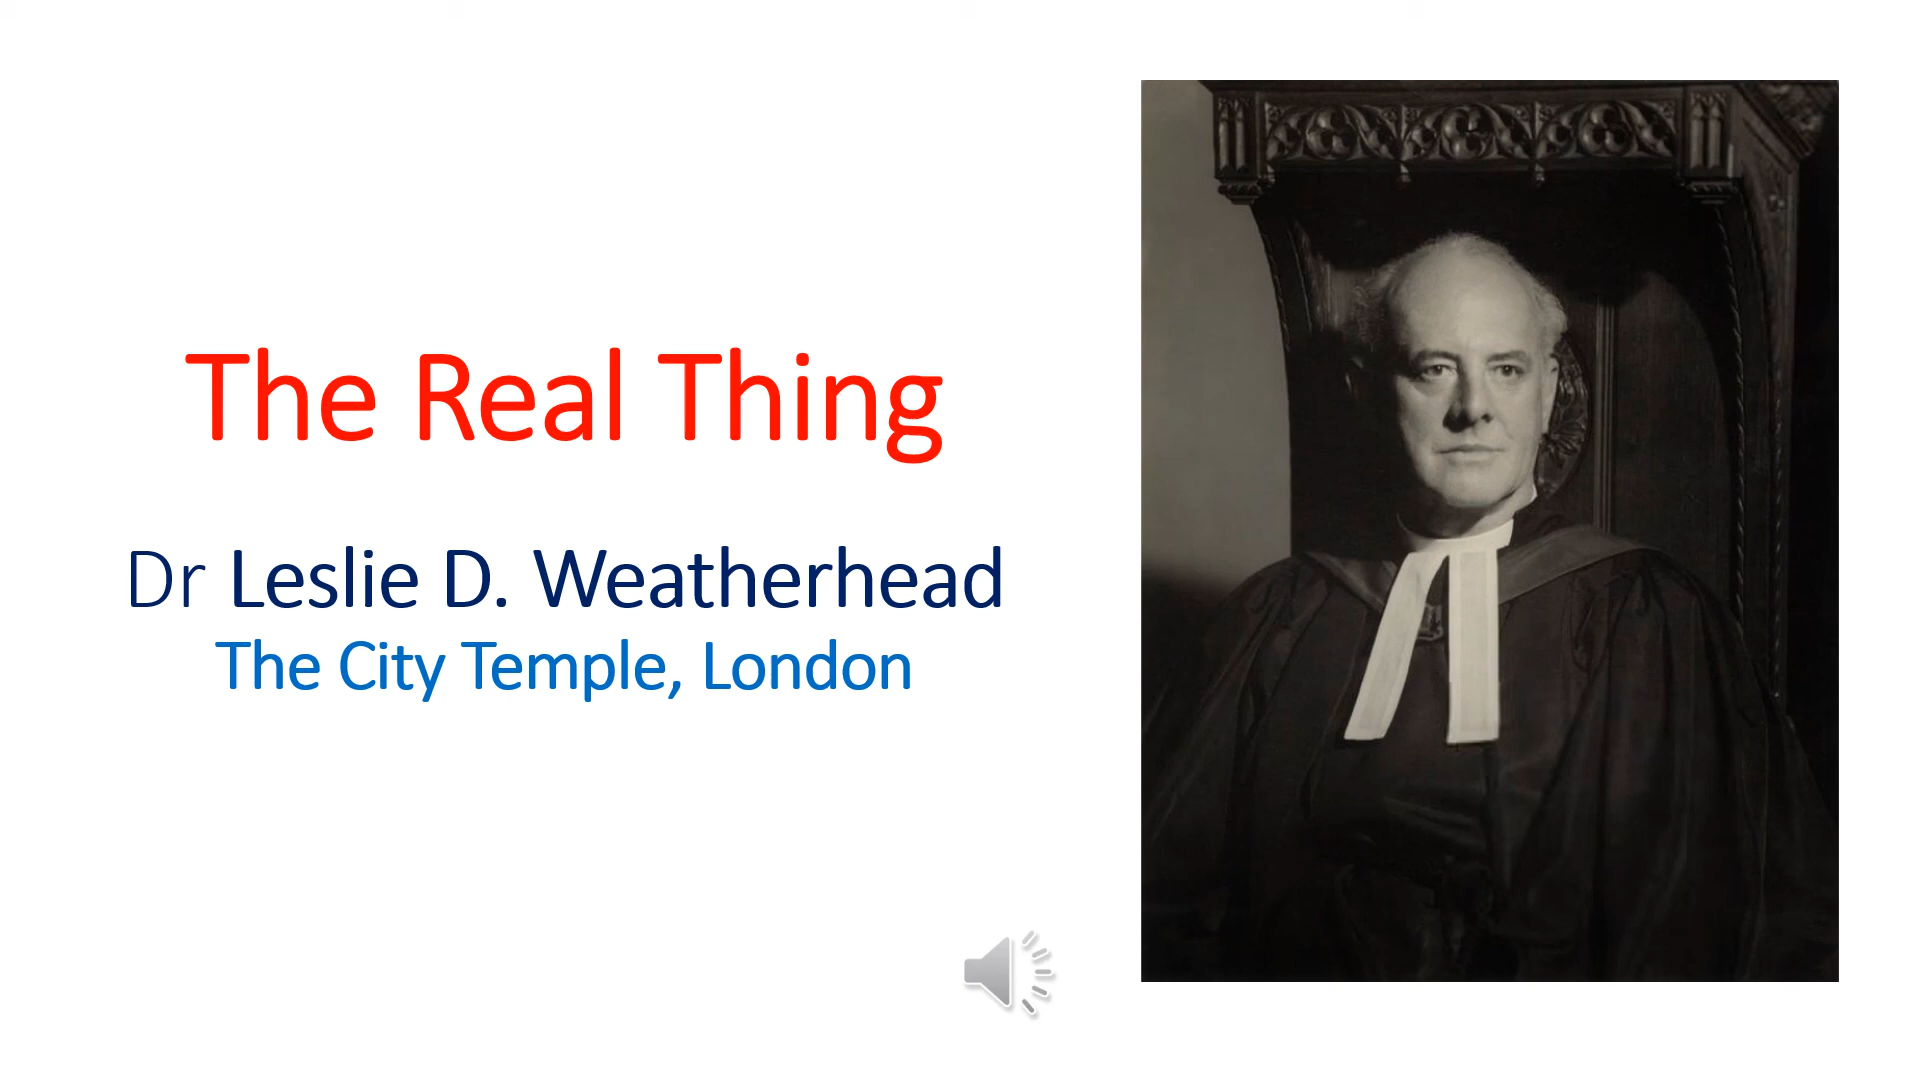 The Real Thing
Dr Leslie D. Weatherhead
The City Temple, London